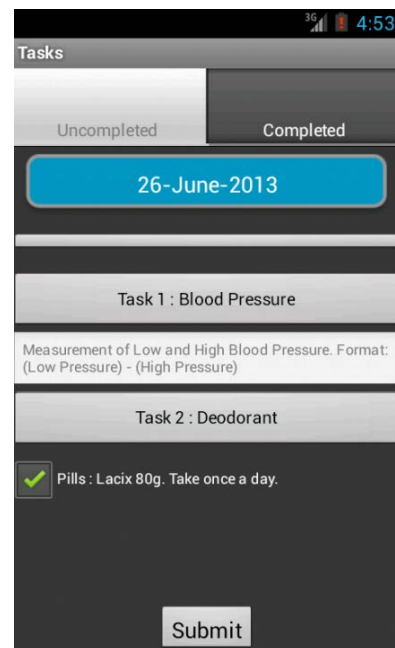 3G 4:53
Tasks
Uncompleted Completed
26-June-2013
Task 1 : Blood Pressure
Measurement of Low and High Blood Pressure. Format:
(Low Pressure) - (High Pressure)
Task 2 : Deodorant
Pills : Lacix 80g. Take once a day.
Submit